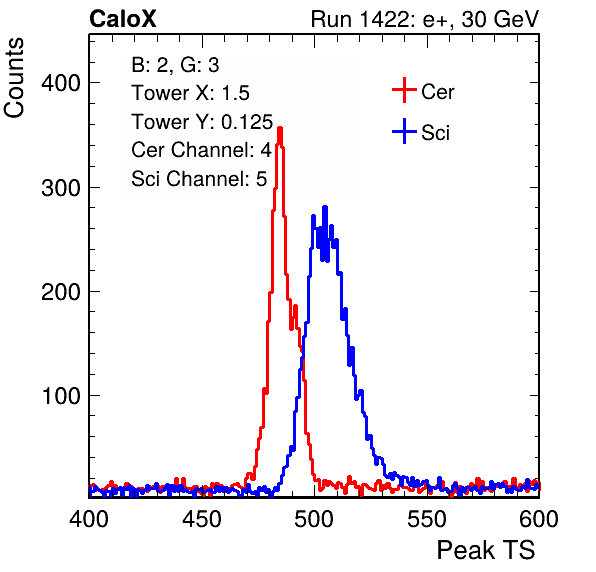 CaloX Run 1422: e+, 30 GeV
Counts
B: 2, G: 3
Tower X: 1.5
Tower Y: 0.125
Cer Channel: 4
Sci Channel: 5
Cer
Sci
400
300
200
100
400 450 500 550 600
Peak TS